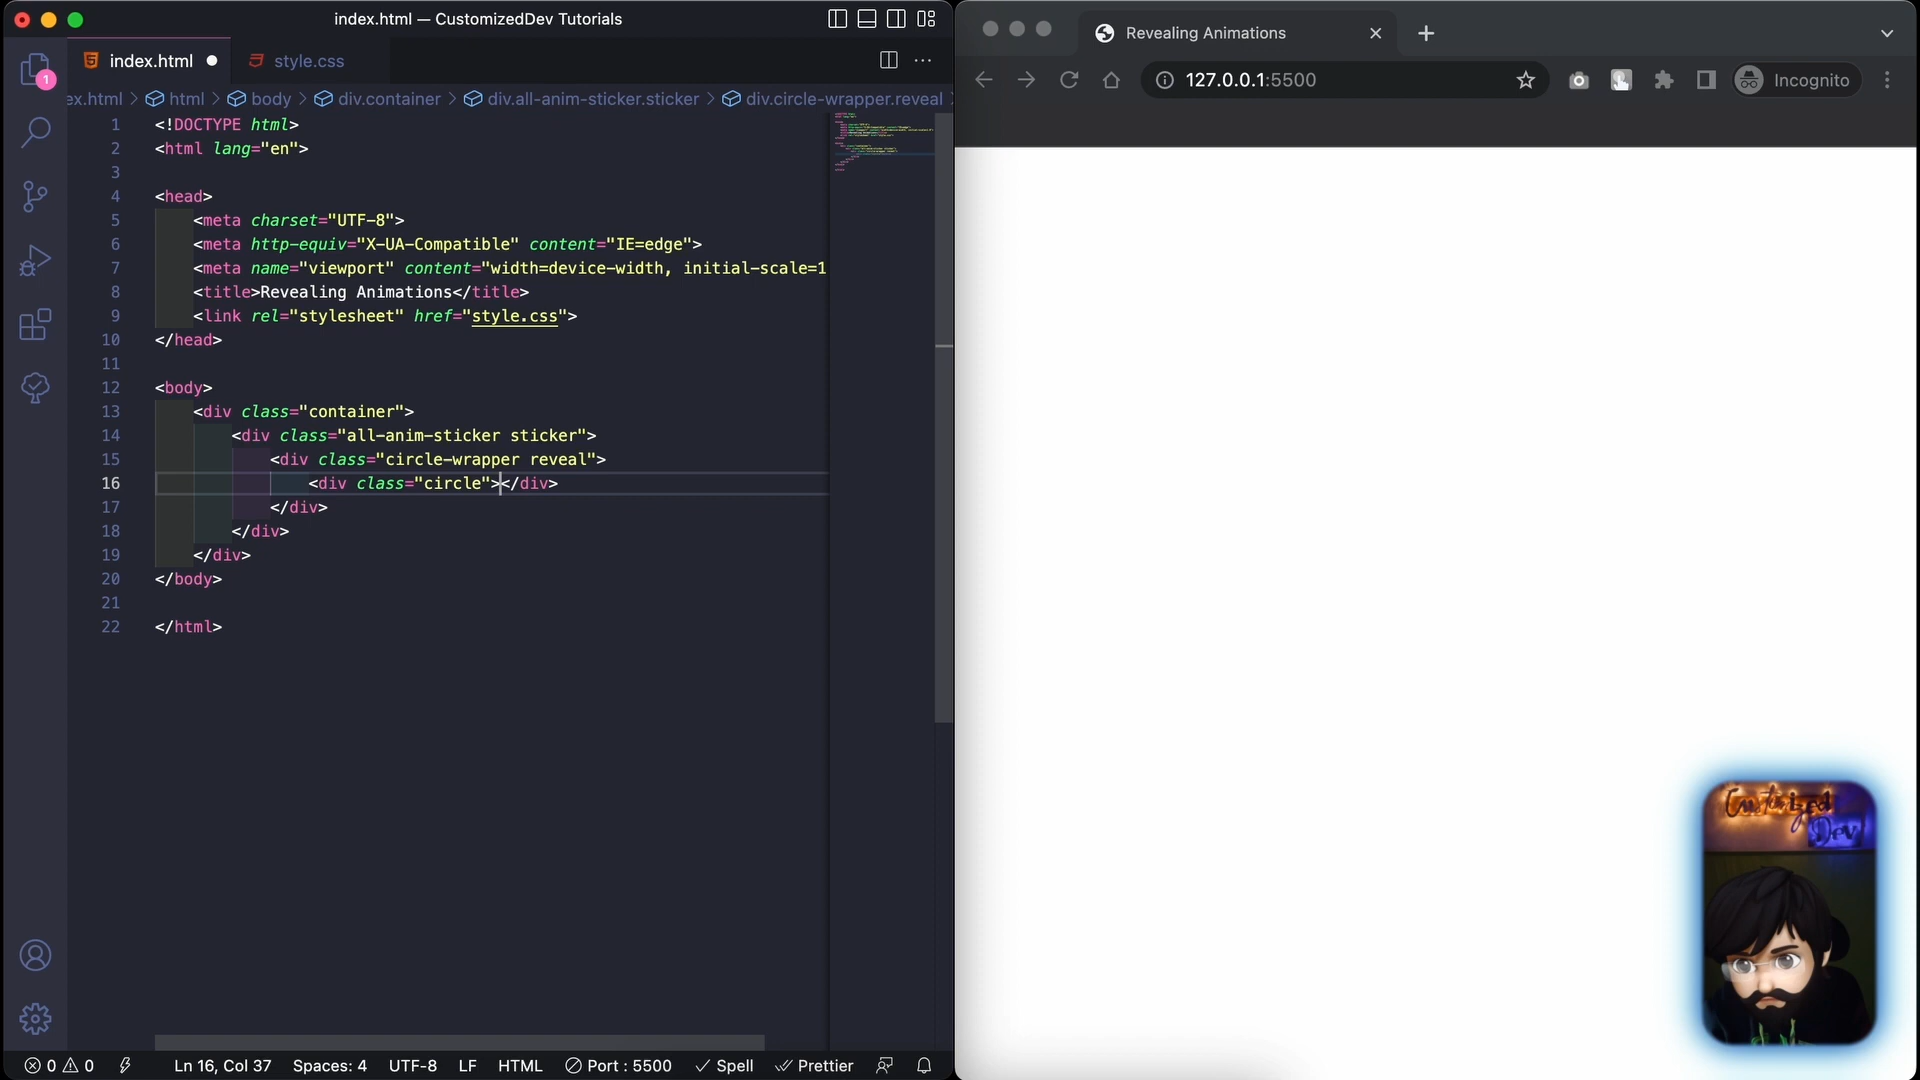 index.html — CustomizedDev Tutorials
index.html
style.css
ex.html > html > body > div.container > div.all-anim-sticker.sticker > div.circle-wrapper.reveal
1 <!DOCTYPE html>
2 <html lang="en">
3
4 <head>
5 <meta charset="UTF-8">
6 <meta http-equiv="X-UA-Compatible" content="IE=edge">
7 <meta name="viewport" content="width=device-width, initial-scale=1
8 <title>Revealing Animations</title>
9 <link rel="stylesheet" href="style.css">
10 </head>
11
12 <body>
13 <div class="container">
14 <div class="all-anim-sticker sticker">
15 <div class="circle-wrapper reveal">
16 <div class="circle"></div>
17 </div>
18 </div>
19 </div>
20 </body>
21
22 </html>
1
0 0 Ln 16, Col 37 Spaces: 4 UTF-8 LF HTML Port : 5500 Spell Prettier
Revealing Animations
127.0.0.1:5500
Incognito
Customized
Dev